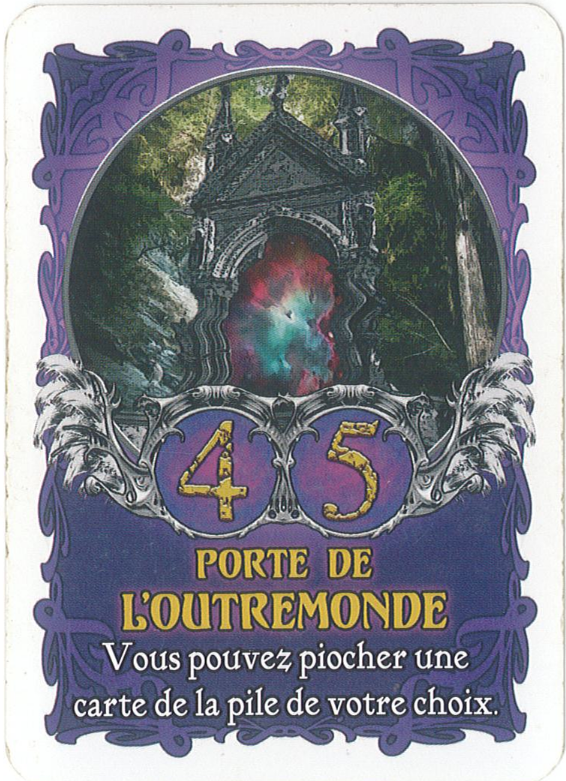 4 5
PORTE DE
L'OUTREMONDE
Vous pouvez piocher une
carte de la pile de votre choix.